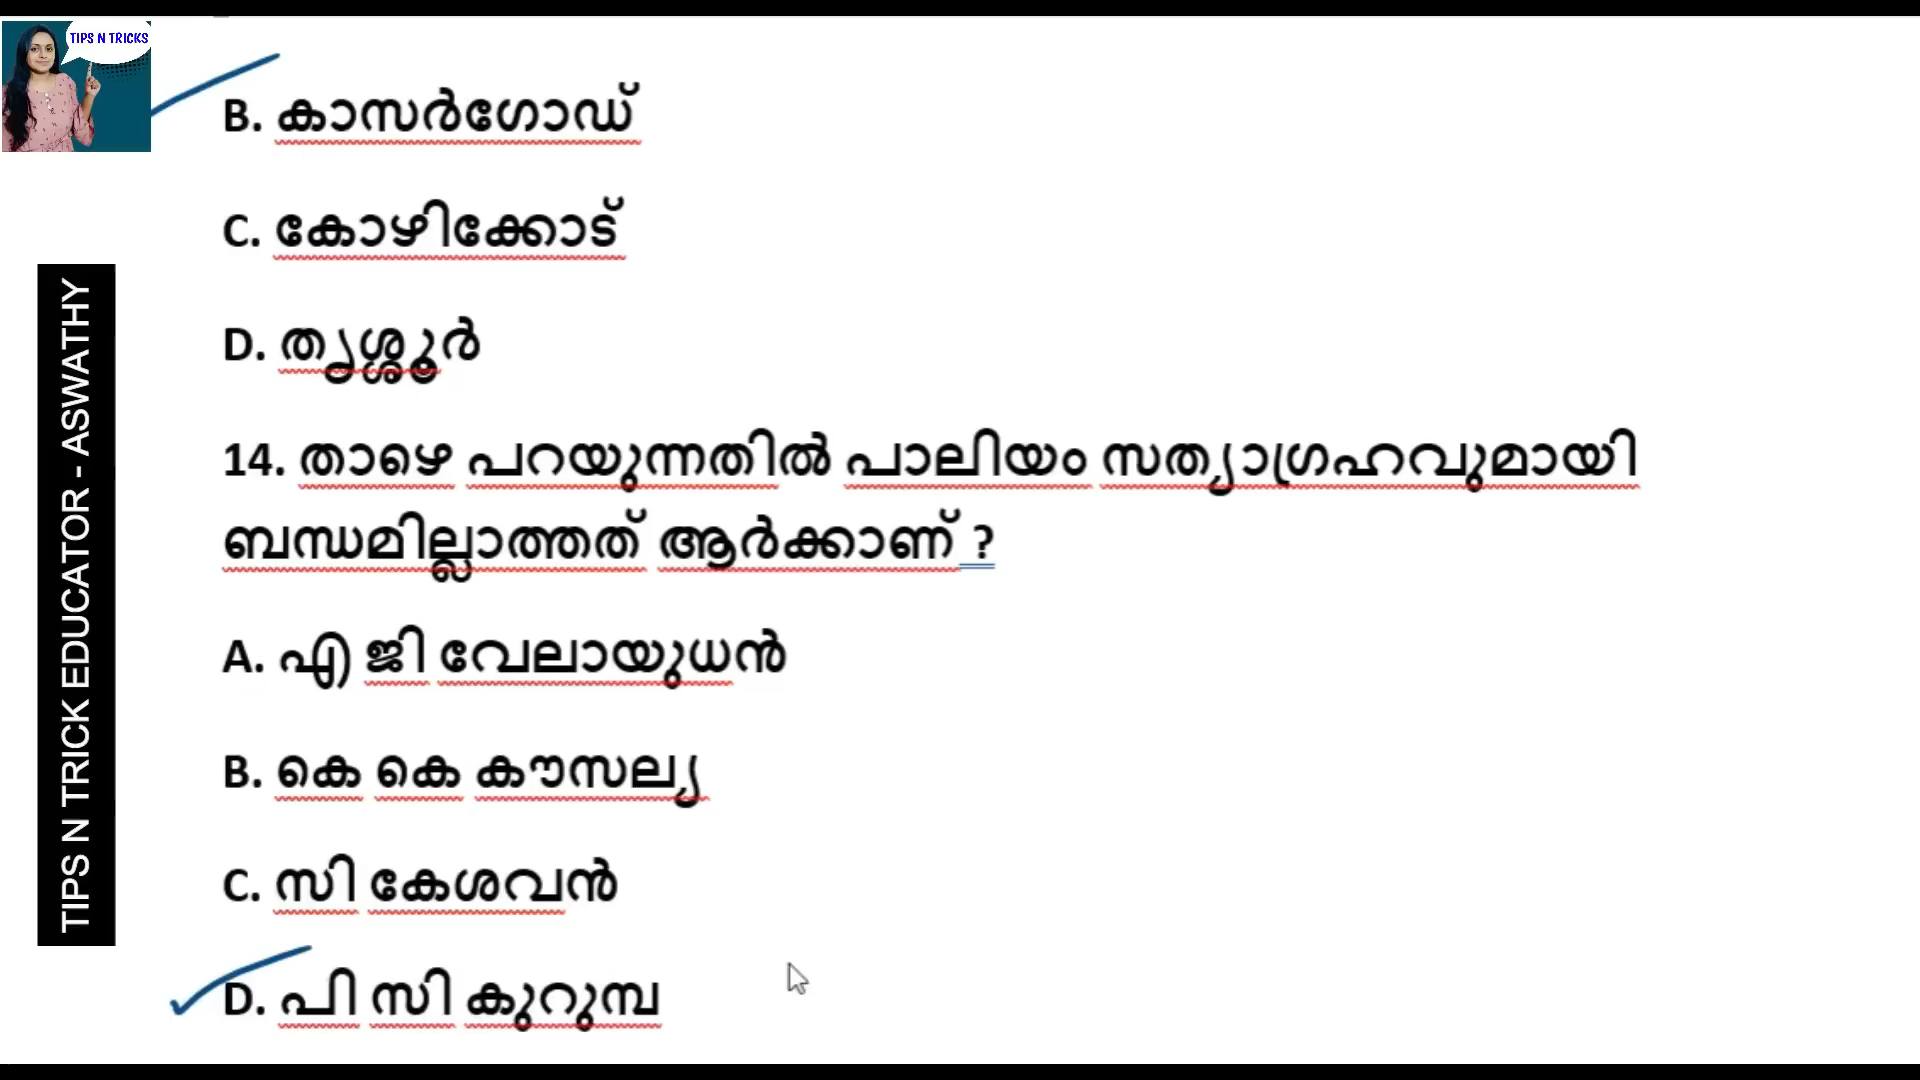 TIPS N TRICKS
B. കാസർഗോഡ്
C. കോഴിക്കോട്
D. തൃശ്ശൂർ
14. താഴെ പറയുന്നതിൽ പാലിയം സത്യാഗ്രഹവുമായി
ബന്ധമില്ലാത്തത് ആർക്കാണ് ?
A. എ ജി വേലായുധൻ
B. കെ കെ കൗസല്യ
C. സി കേശവൻ
D. പി സി കുറുമ്പ
TIPS N TRICK EDUCATOR - ASWATHY